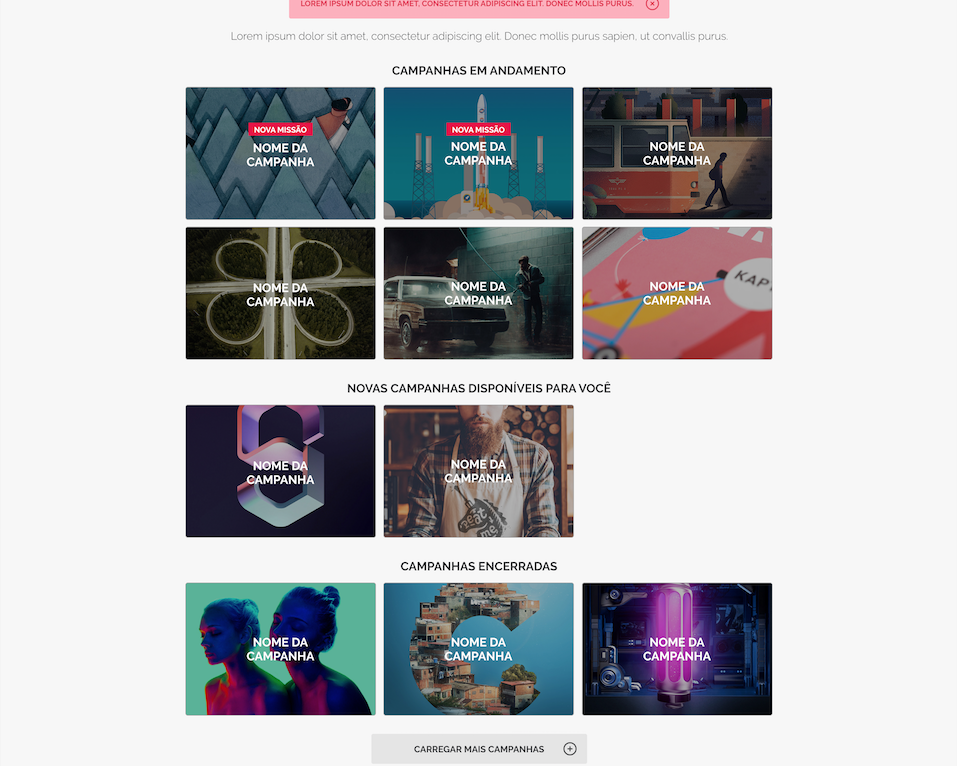 LOREM IPSUM DOLOR SIT AMET, CONSECTETUR ADIPISCING ELIT. DONEC MOLLIS PURUS.
Lorem ipsum dolor sit amet, consectetur adipiscing elit. Donec mollis purus sapien, ut convallis purus.
CAMPANHAS EM ANDAMENTO
NOVA MISSÃO
NOME DA
CAMPANHA
NOVA MISSÃO
NOME DA
CAMPANHA
NOME DA
CAMPANHA
NOME DA
CAMPANHA
NOME DA
CAMPANHA
NOME DA
CAMPANHA
KAP
NOVAS CAMPANHAS DISPONÍVEIS PARA VOCÊ
NOME DA
CAMPANHA
NOME DA
CAMPANHA
eat
me
CAMPANHAS ENCERRADAS
NOME DA
CAMPANHA
NOME DA
CAMPANHA
NOME DA
CAMPANHA
CARREGAR MAIS CAMPANHAS